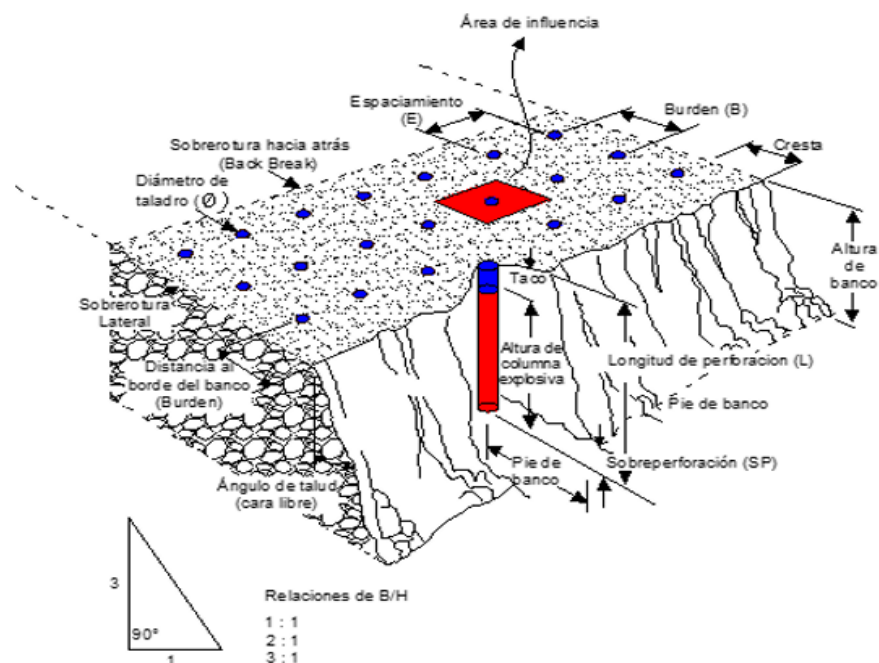 Área de influencia
Espaciamiento
(E)
Burden (B)
Sobrerotura hacia atrás
(Back Break)
Cresta
Diámetro de
taladro (Ø)
Altura
de
banco
Taco
Sobrerotura
Lateral
Altura de
columna
explosiva
Longitud de perforacion (L)
Distancia al
borde del banco
(Burden)
Pie de banco
Pie de
banco
Sobreperforación (SP)
Ángulo de talud
(cara libre)
3
90°
1
Relaciones de B/H
1 : 1
2 : 1
3 : 1